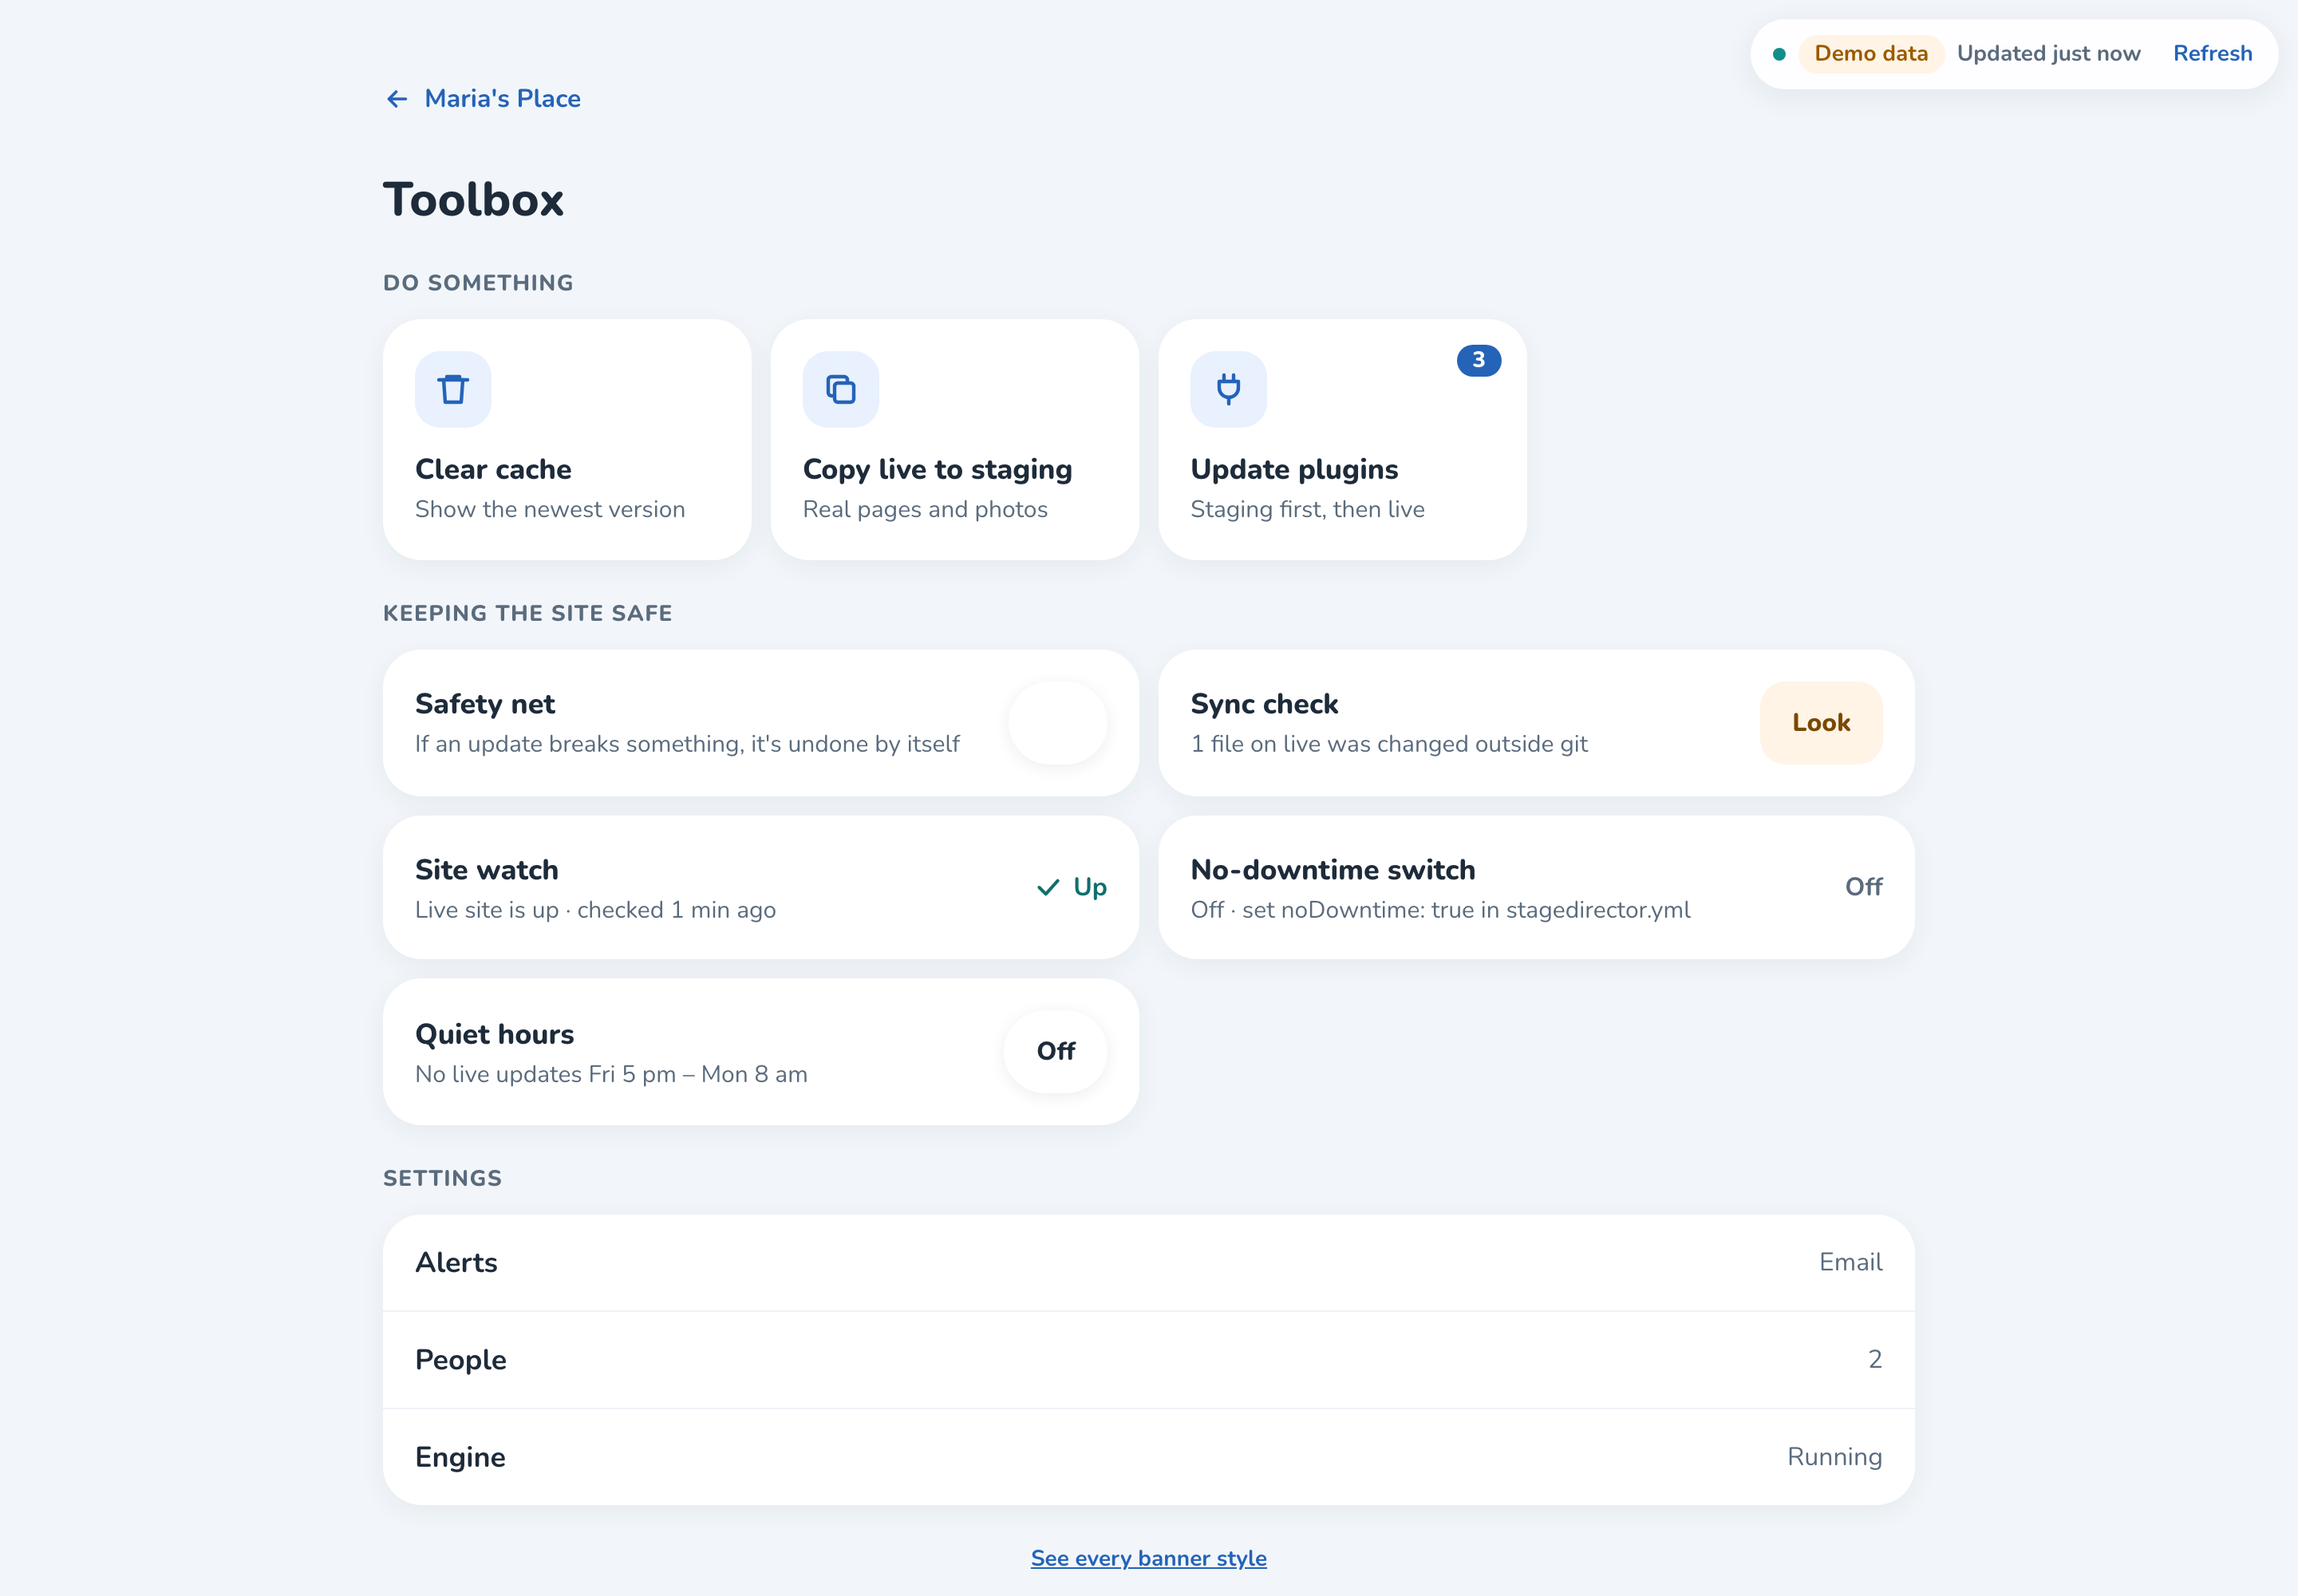 Demo data Updated just now Refresh
Maria's Place
Toolbox
DO SOMETHING
Clear cache
Show the newest version
Copy live to staging
Real pages and photos
3
Update plugins
Staging first, then live
KEEPING THE SITE SAFE
Safety net
If an update breaks something, it's undone by itself
Sync check
1 file on live was changed outside git
Look
Site watch
Live site is up · checked 1 min ago
Up
No-downtime switch
Off · set noDowntime: true in stagedirector.yml
Off
Quiet hours
No live updates Fri 5 pm – Mon 8 am
Off
SETTINGS
Alerts
Email
People
2
Engine
Running
See every banner style